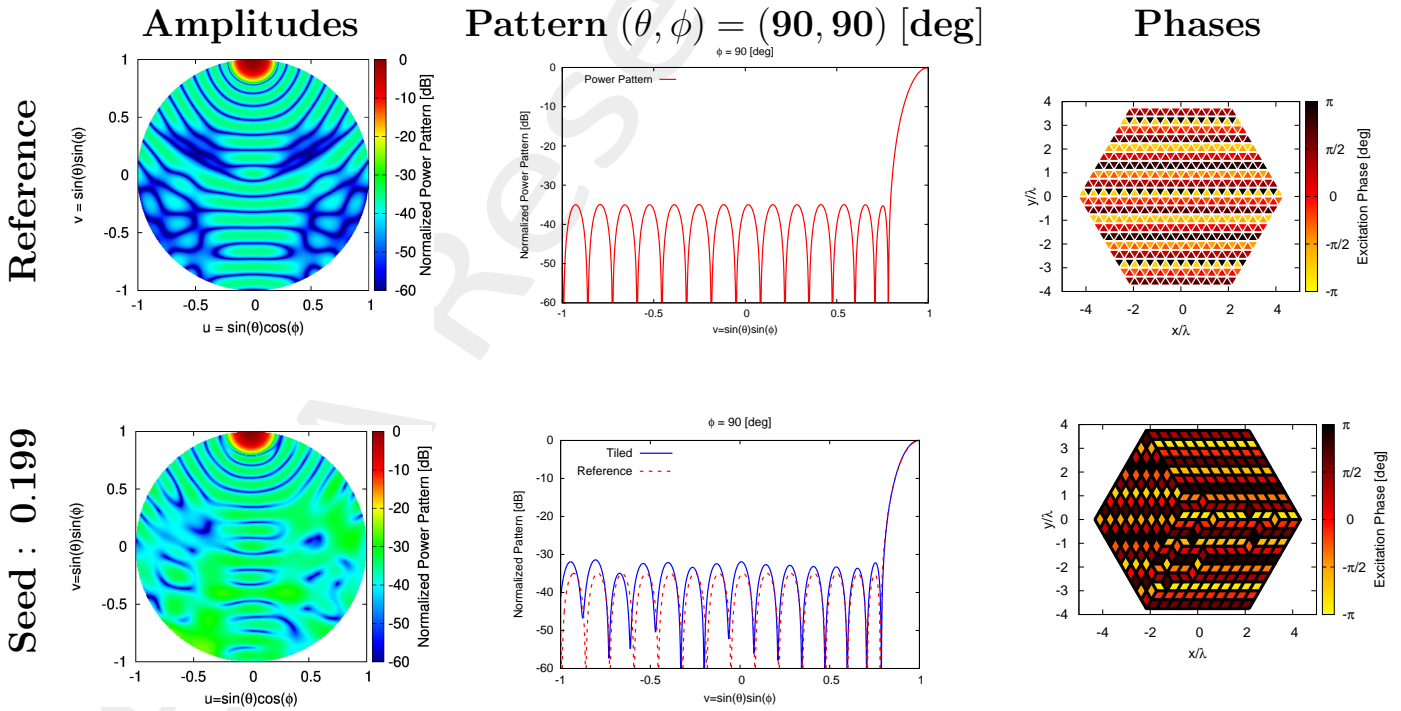 Amplitudes
Pattern (θ, ϕ) = (90, 90) [deg]
Phases
Reference
v = sin(θ)sin(ϕ)
1
0.5
0
-0.5
-1
-1 -0.5 0 0.5 1
u = sin(θ)cos(ϕ)
0
-10
-20
-30
-40
-50
-60
Normalized Power Pattern [dB]
ϕ = 90 [deg]
Power Pattern
Normalized Power Pattern [dB]
0
-10
-20
-30
-40
-50
-60
-1 -0.5 0 0.5 1
v=sin(θ)sin(ϕ)
y/λ
4
3
2
1
0
-1
-2
-3
-4
-4 -2 0 2 4
x/λ
π
π/2
0
-π/2
-π
Excitation Phase [deg]
Seed : 0.199
v=sin(θ)sin(ϕ)
1
0.5
0
-0.5
-1
-1 -0.5 0 0.5 1
u=sin(θ)cos(ϕ)
0
-10
-20
-30
-40
-50
-60
Normalized Power Pattern [dB]
ϕ = 90 [deg]
Tiled
Reference
Normalized Pattern [dB]
0
-10
-20
-30
-40
-50
-60
-1 -0.5 0 0.5 1
v=sin(θ)sin(ϕ)
y/λ
4
3
2
1
0
-1
-2
-3
-4
-4 -2 0 2 4
x/λ
π
π/2
0
-π/2
-π
Excitation Phase [deg]